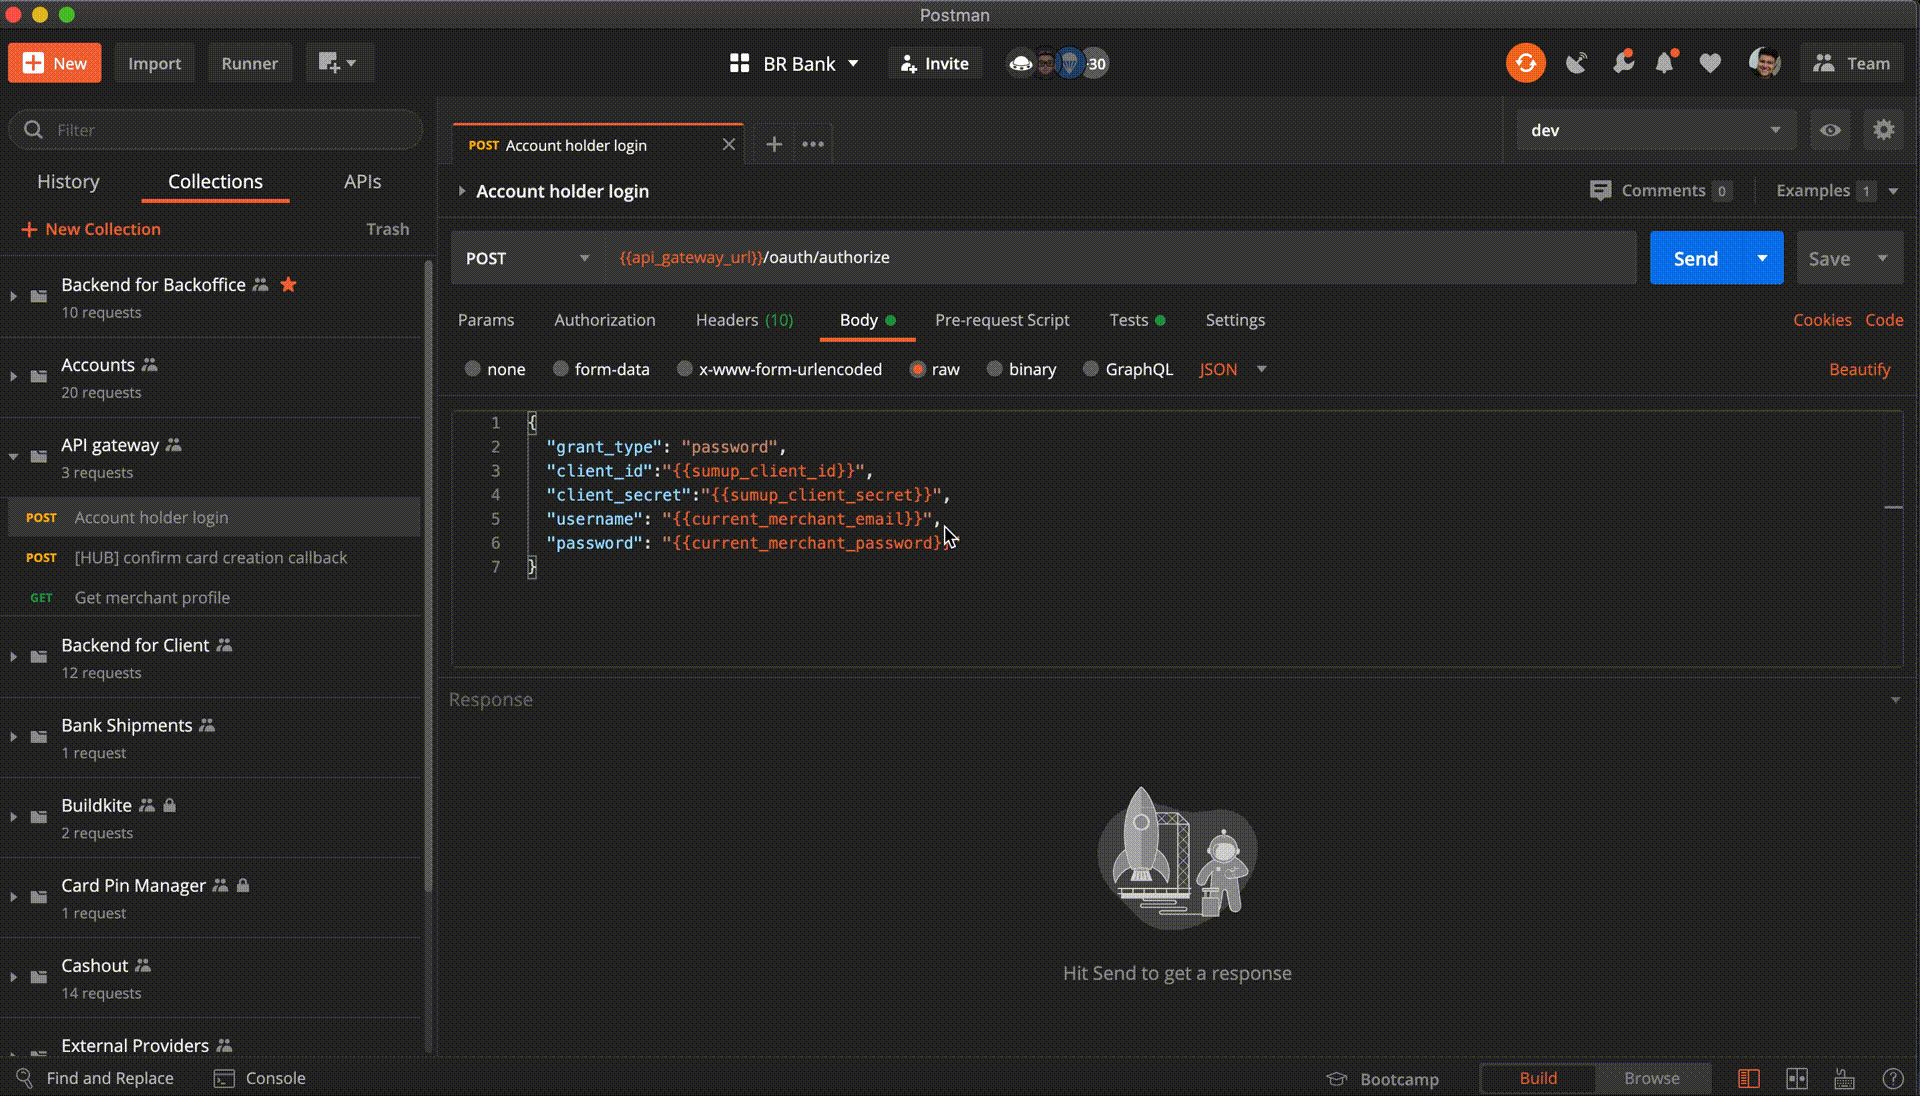 Postman
New
Import
Runner
BR Bank
Invite
+30
Team
Filter
History
Collections
APIs
New Collection
Trash
Backend for Backoffice
10 requests
Accounts
20 requests
API gateway
3 requests
POST Account holder login
POST [HUB] confirm card creation callback
GET Get merchant profile
Backend for Client
12 requests
Bank Shipments
1 request
Buildkite
2 requests
Card Pin Manager
1 request
Cashout
14 requests
External Providers
POST Account holder login
dev
Account holder login
Comments 0
Examples 1
POST
{{api_gateway_url}}/oauth/authorize
Send
Save
Params
Authorization
Headers (10)
Body
Pre-request Script
Tests
Settings
Cookies
Code
none
form-data
x-www-form-urlencoded
raw
binary
GraphQL
JSON
Beautify
1 {
2 "grant_type": "password",
3 "client_id":"{{sumup_client_id}}",
4 "client_secret":"{{sumup_client_secret}}",
5 "username": "{{current_merchant_email}}",
6 "password": "{{current_merchant_password}
7 }
Response
Hit Send to get a response
Find and Replace
Console
Bootcamp
Build
Browse